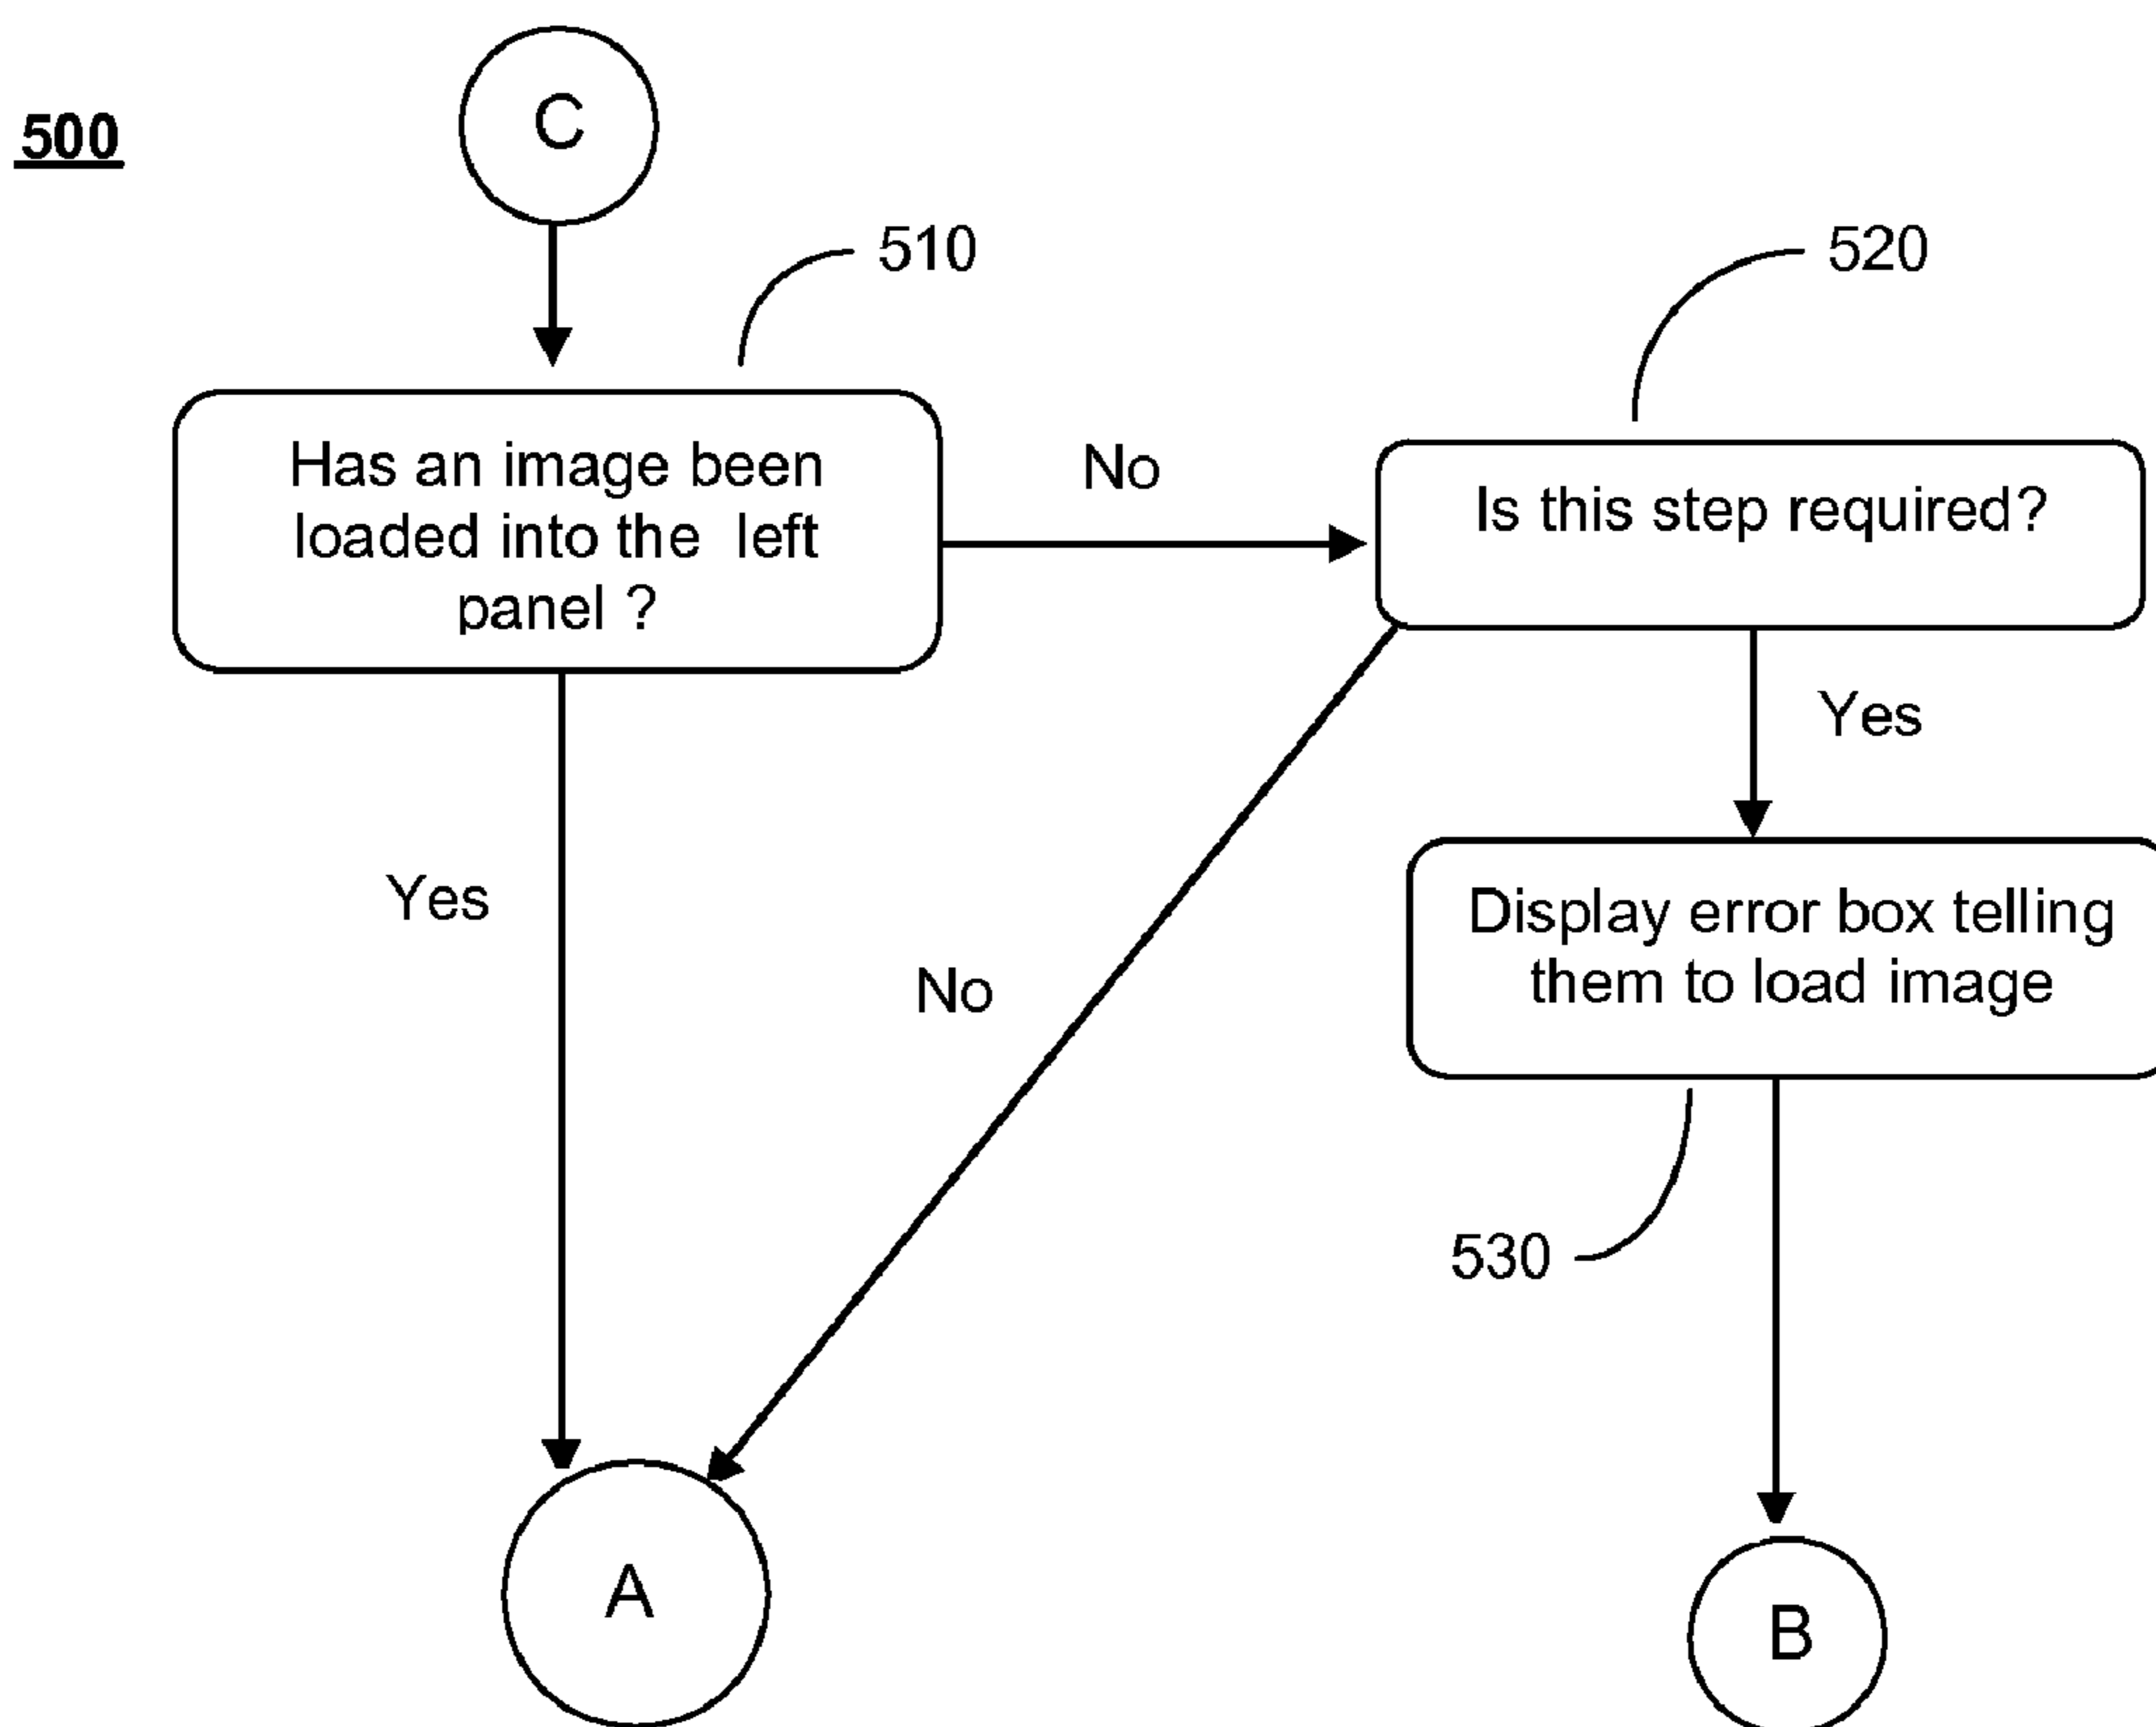 C
500
510
520
Has an image been
loaded into the left
panel ?
No
Is this step required?
Yes
Yes
Display error box telling
them to load image
No
530
A
B